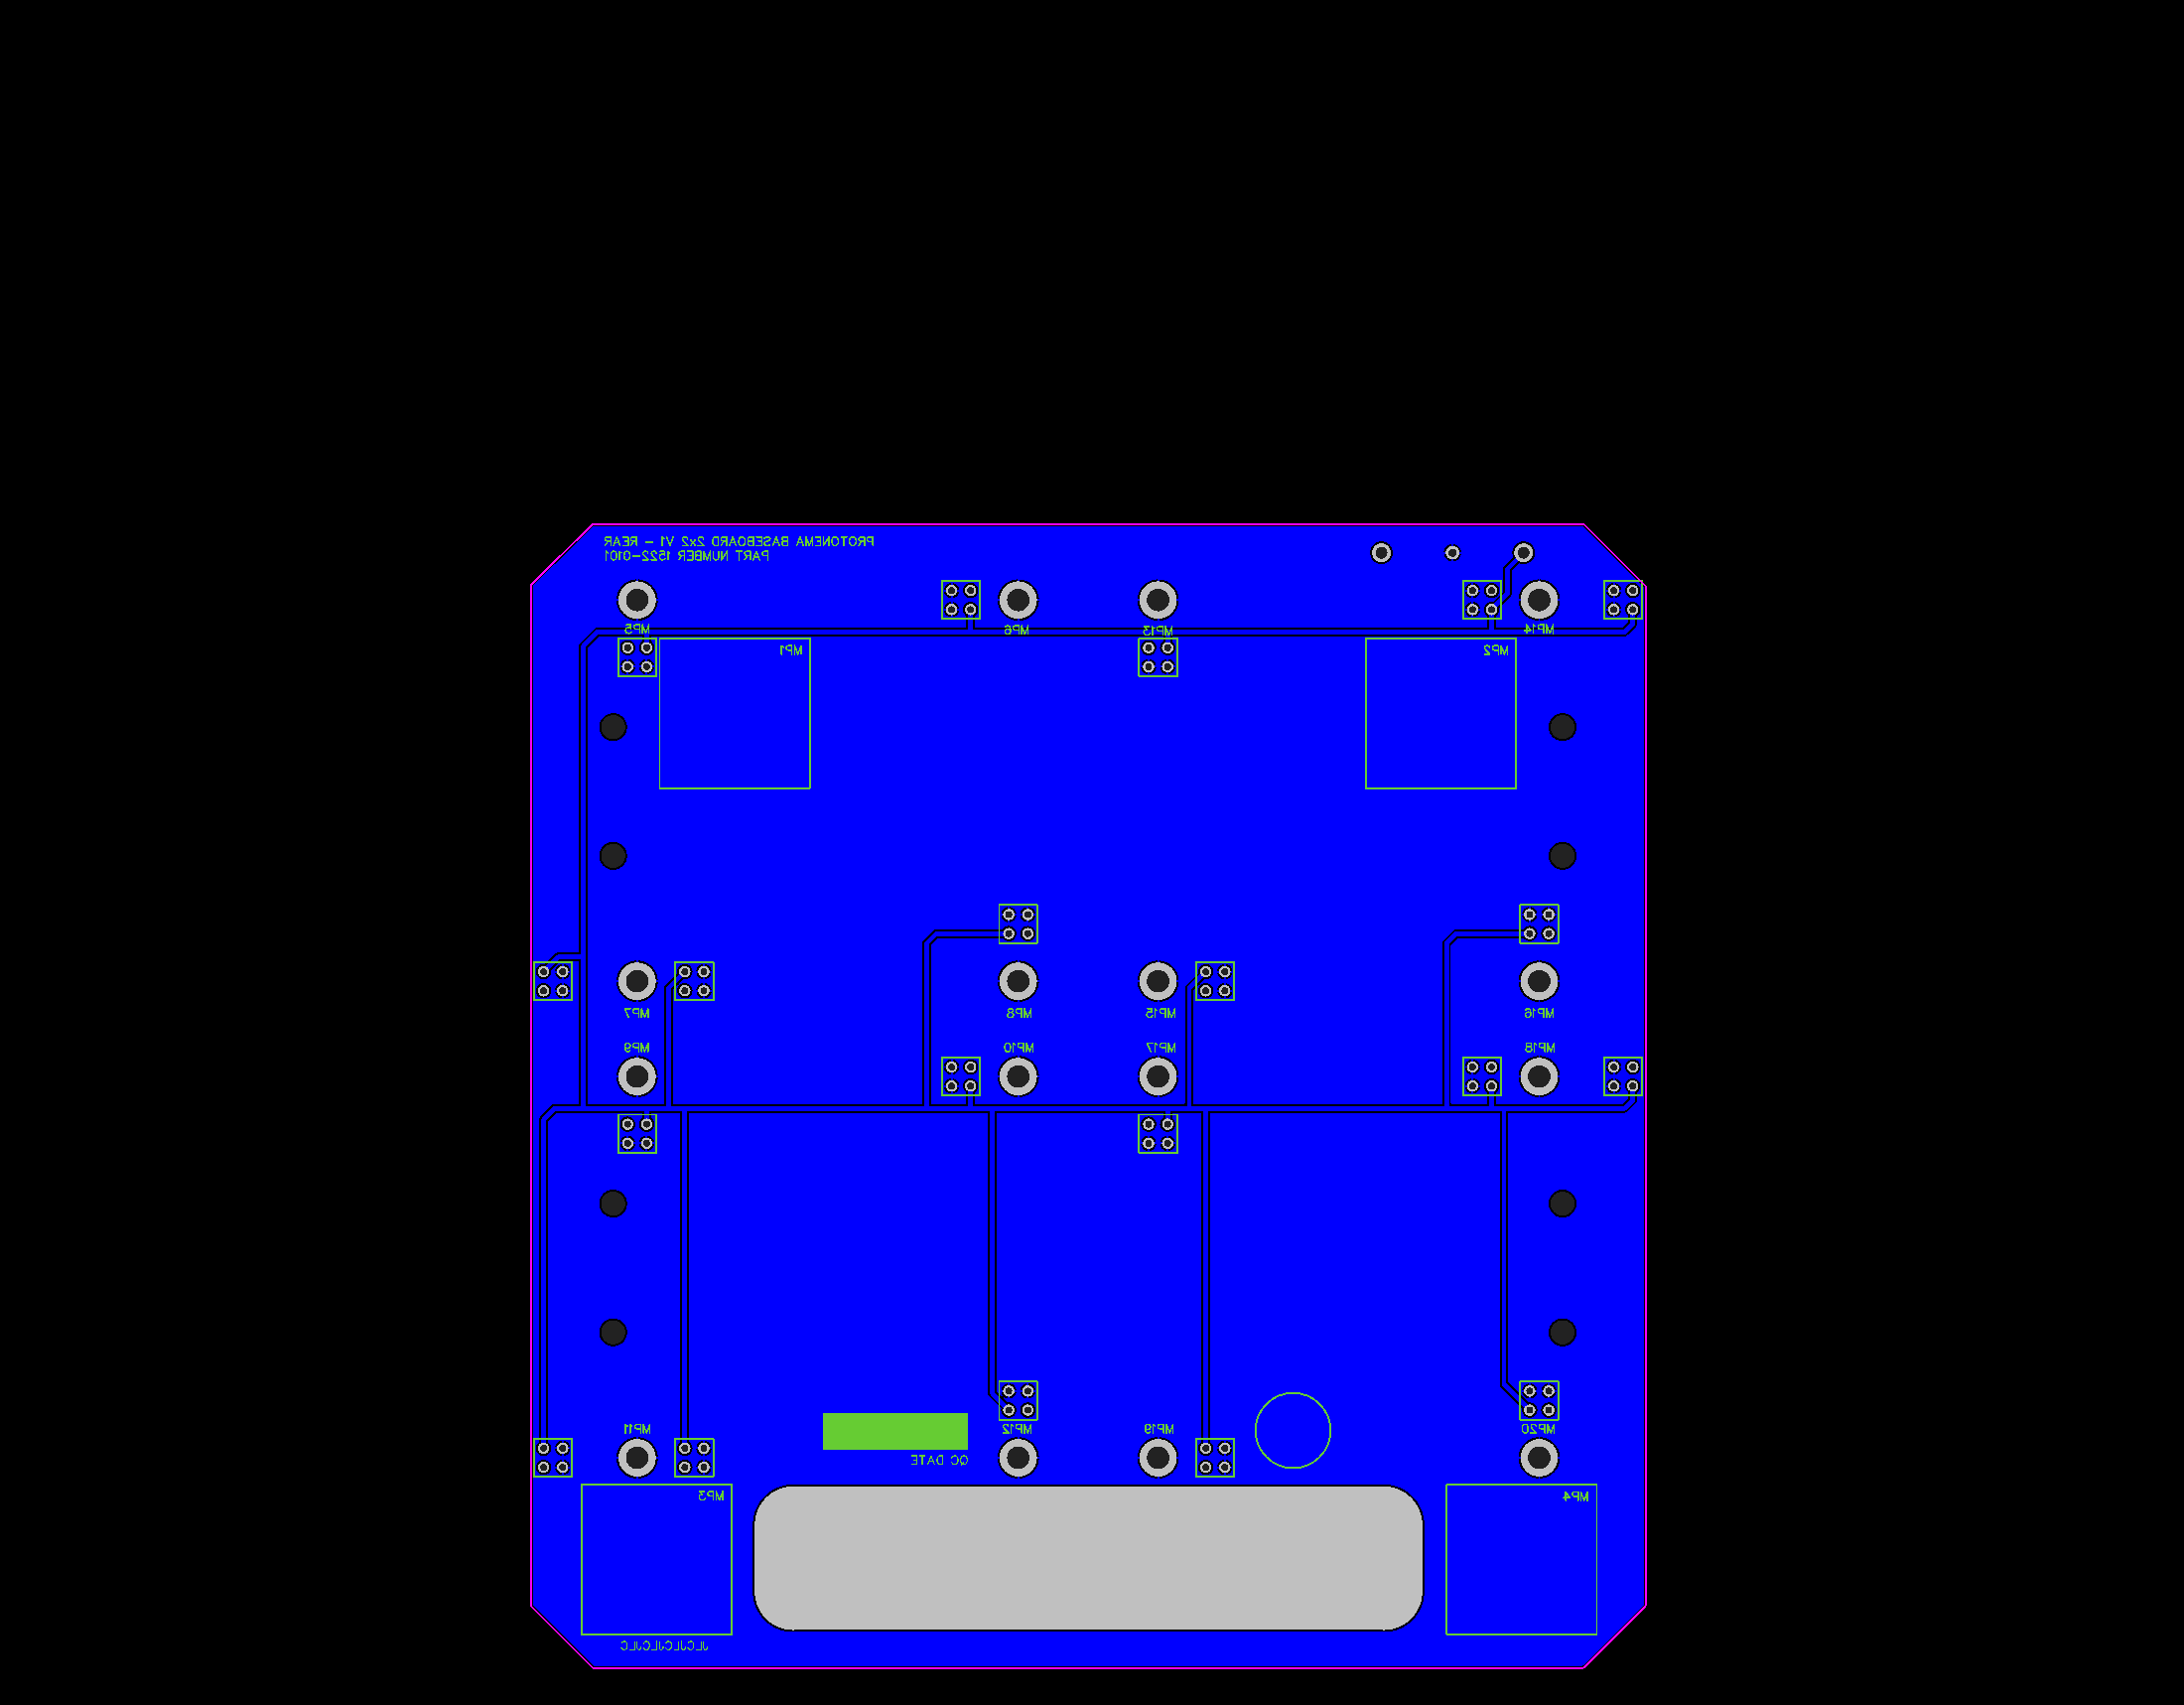 PROTONEMA BASEBOARD 2x2 V1 - REAR
PART NUMBER 1522-0101
MP5
MP6
MP13
MP14
MP1
MP2
MP7
MP8
MP15
MP16
MP9
MP10
MP17
MP18
MP11
MP12
MP19
MP20
QC DATE
MP3
MP4
JLCJLCJLCJLC